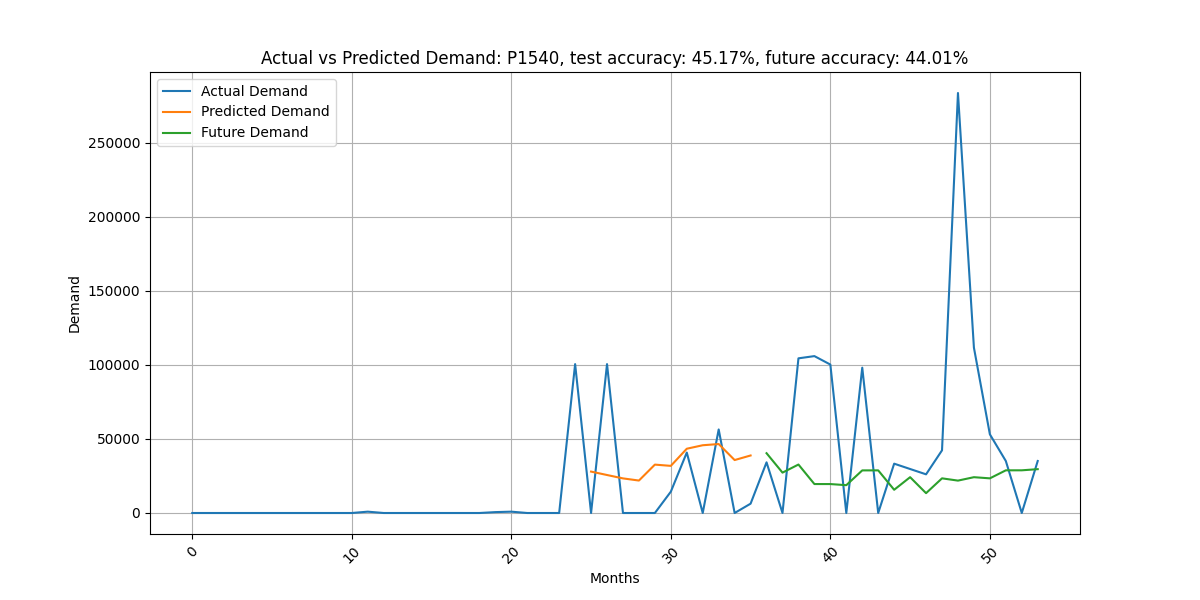 Actual vs Predicted Demand: P1540, test accuracy: 45.17%, future accuracy: 44.01%
Actual Demand
Predicted Demand
Future Demand
250000
200000
150000
100000
50000
0
Demand
0 10 20 30 40 50
Months